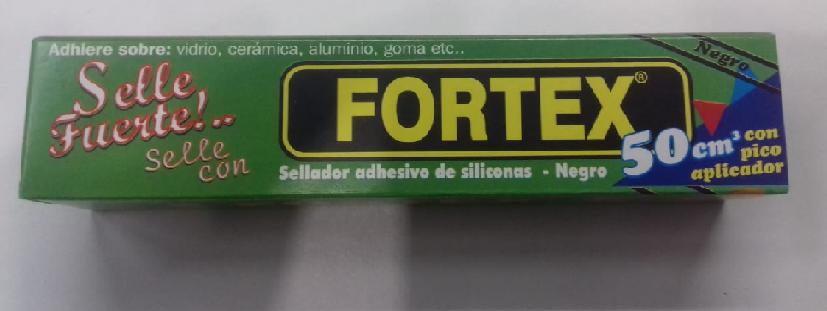 Adhiere sobre: vidrio, cerámica, aluminio, goma etc..
Selle
Fuerte!..
Selle
con
FORTEX®
Sellador adhesivo de siliconas - Negro
Negro
50 cm³ con
pico
aplicador